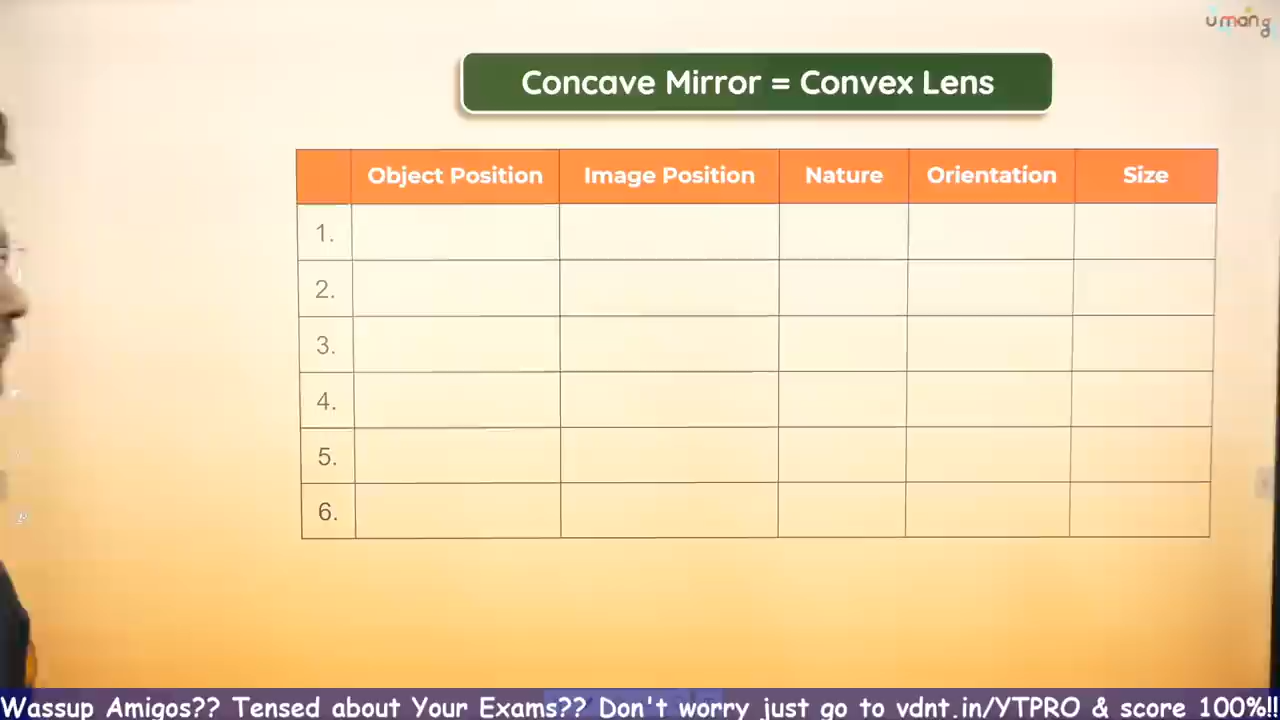 umang
Concave Mirror = Convex Lens
Object Position Image Position Nature Orientation Size
1.
2.
3.
4.
5.
6.
Wassup Amigos?? Tensed about Your Exams?? Don't worry just go to vdnt.in/YTPRO & score 100%!!